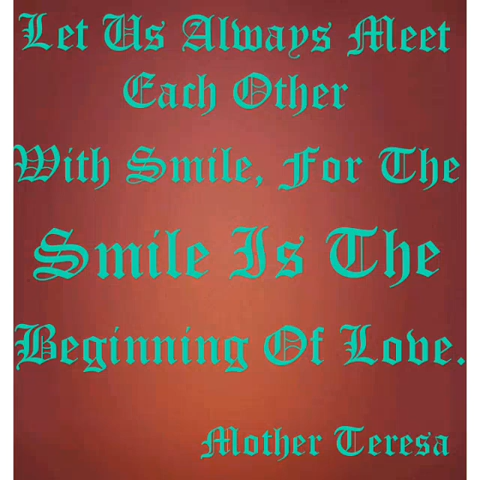 Let Us Always Meet
Each Other
With Smile, For The
Smile Is The
Beginning Of Love.
Mother Teresa